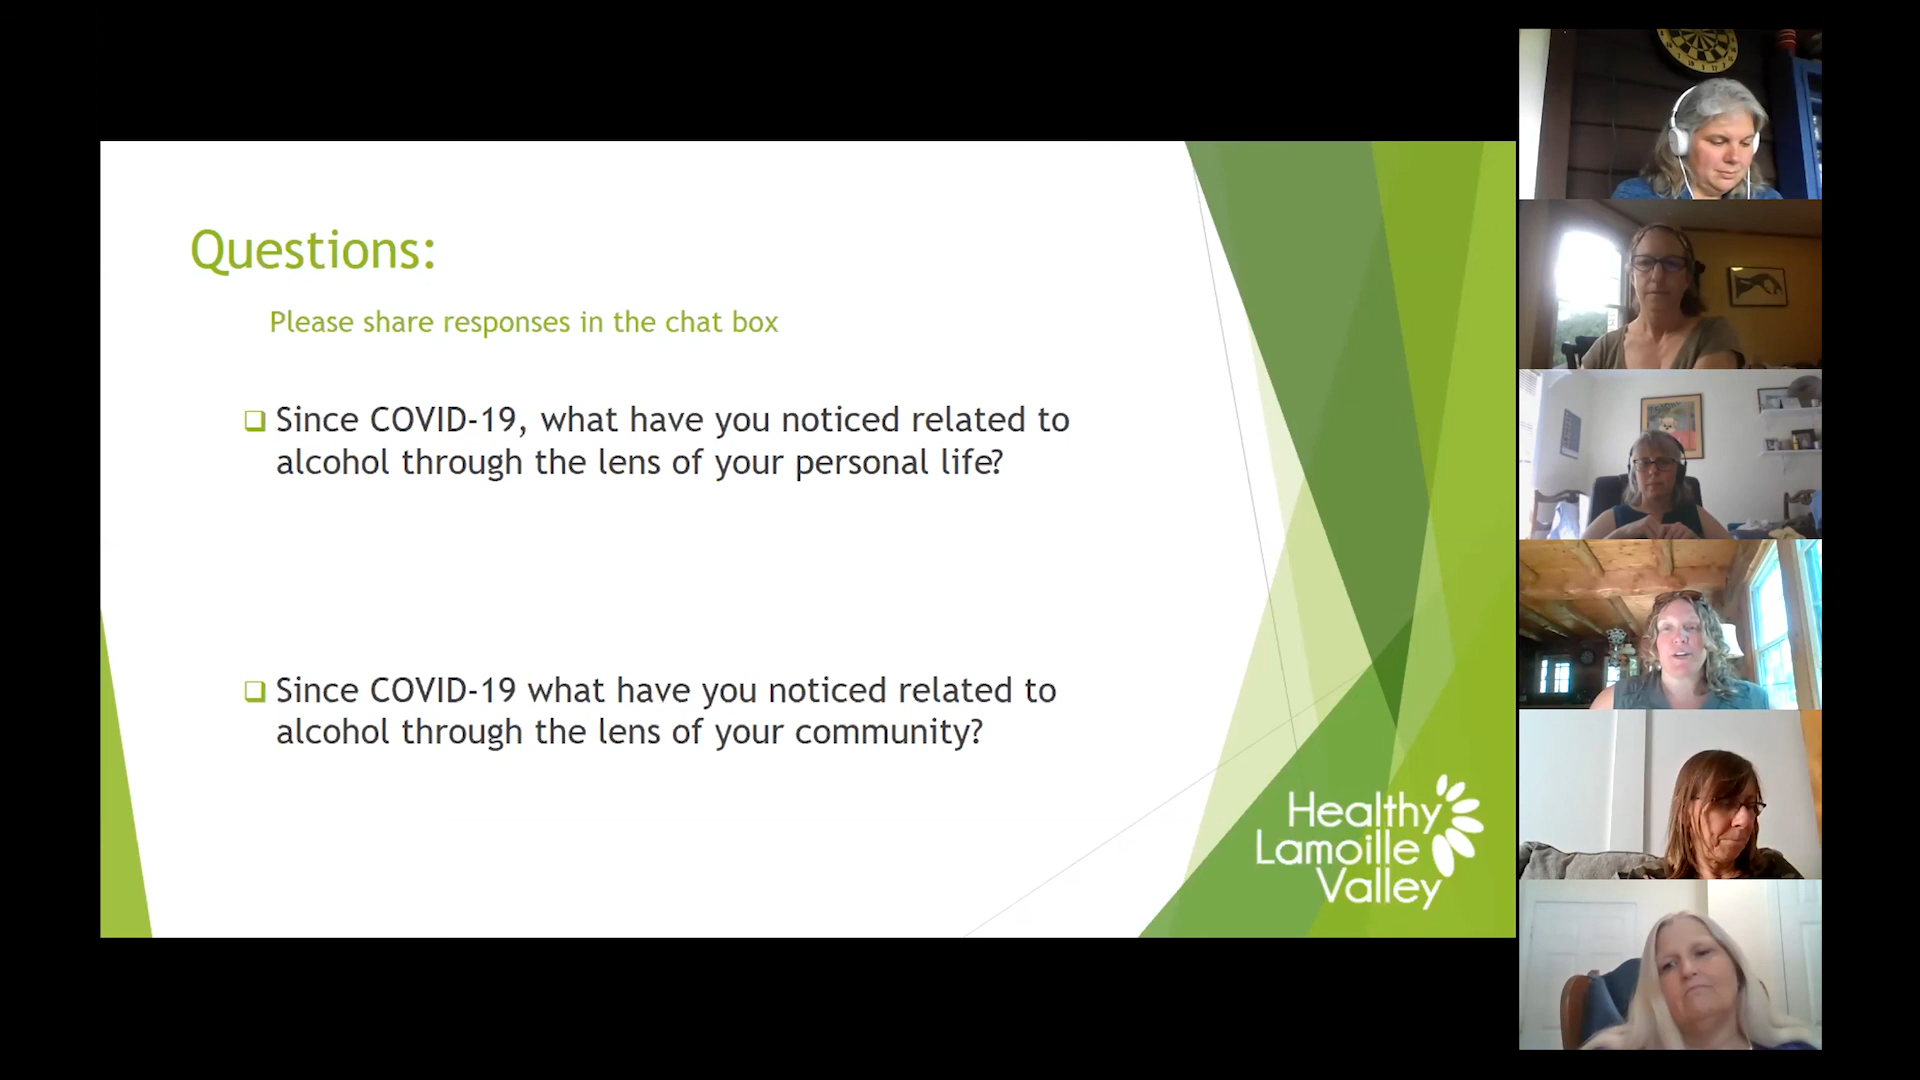 Questions:
Please share responses in the chat box
❑ Since COVID-19, what have you noticed related to
alcohol through the lens of your personal life?
❑ Since COVID-19 what have you noticed related to
alcohol through the lens of your community?
Healthy
Lamoille
Valley